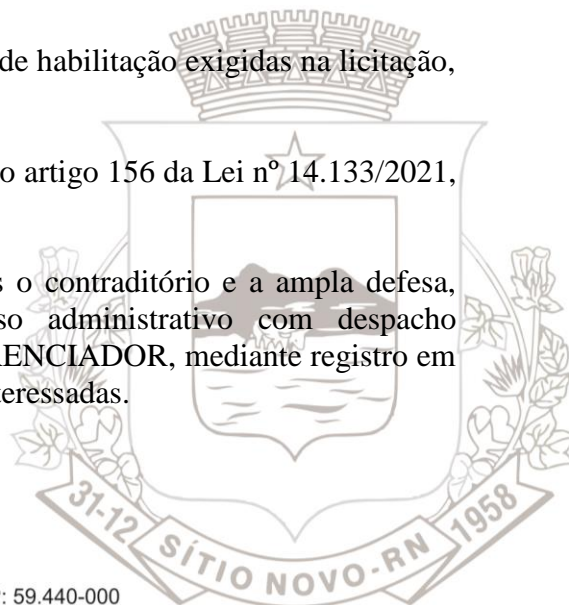 de habilitação exigidas na licitação,
o artigo 156 da Lei nº 14.133/2021,
s o contraditório e a ampla defesa,
so administrativo com despacho
RENCIADOR, mediante registro em
teressadas.
31-12 SÍTIO NOVO-RN 1958
: 59.440-000